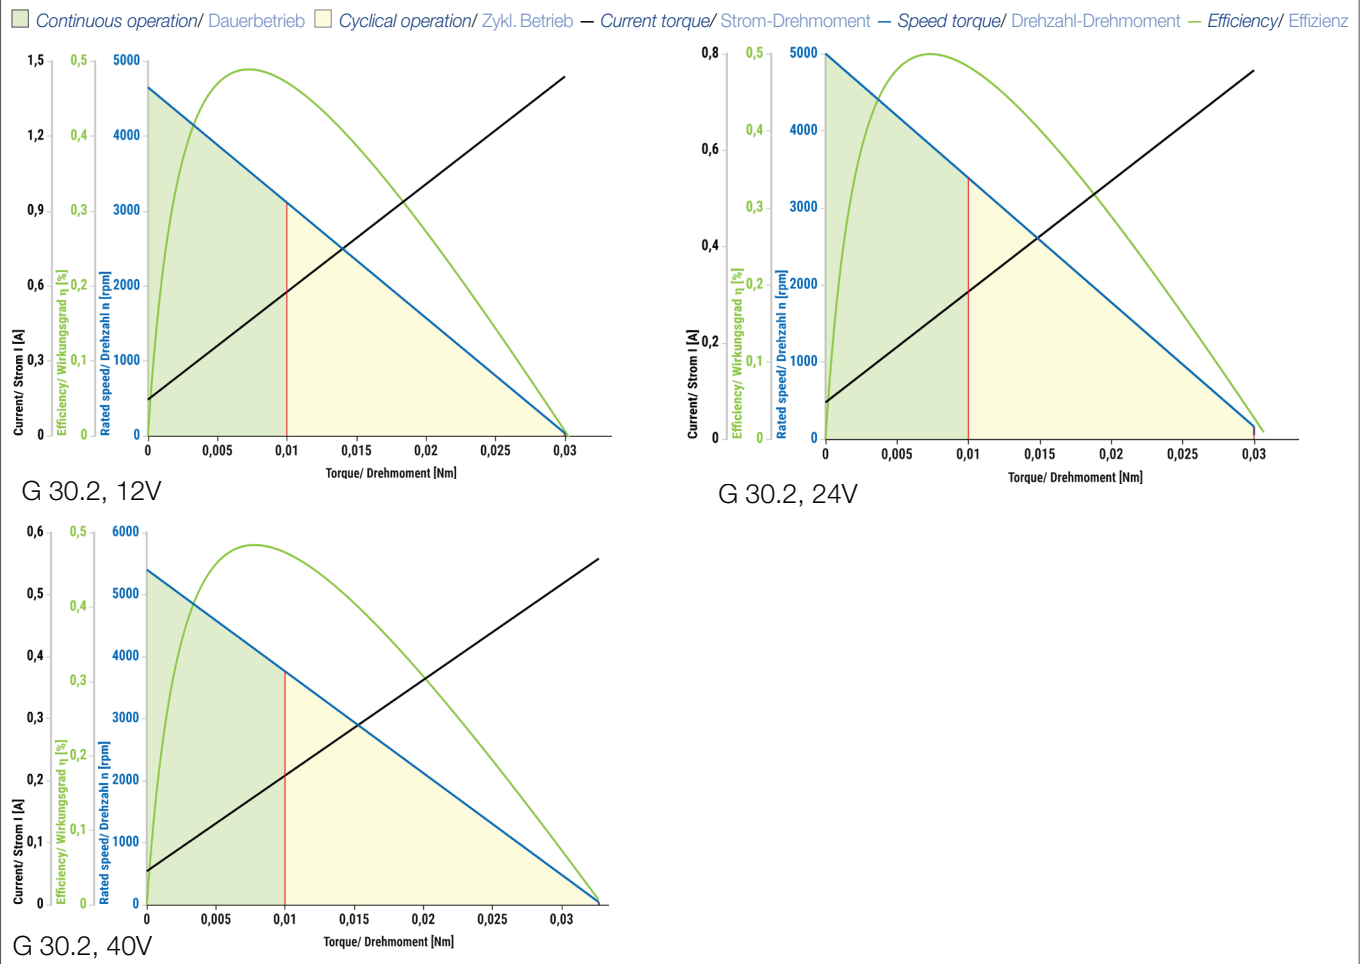 Continuous operation/ Dauerbetrieb Cyclical operation/ Zykl. Betrieb Current torque/ Strom-Drehmoment Speed torque/ Drehzahl-Drehmoment Efficiency/ Effizienz
Current/ Strom I [A]
1,5
1,2
0,9
0,6
0,3
0
Efficiency/ Wirkungsgrad η [%]
0,5
0,4
0,3
0,2
0,1
0
Rated speed/ Drehzahl n [rpm]
5000
4000
3000
2000
1000
0
0 0,005 0,01 0,015 0,02 0,025 0,03
Torque/ Drehmoment [Nm]
G 30.2, 12V
Current/ Strom I [A]
0,8
0,6
0,4
0,2
0
Efficiency/ Wirkungsgrad η [%]
0,5
0,4
0,3
0,2
0,1
0
Rated speed/ Drehzahl n [rpm]
5000
4000
3000
2000
1000
0
0 0,005 0,01 0,015 0,02 0,025 0,03
Torque/ Drehmoment [Nm]
G 30.2, 24V
Current/ Strom I [A]
0,6
0,5
0,4
0,3
0,2
0,1
0
Efficiency/ Wirkungsgrad η [%]
0,5
0,4
0,3
0,2
0,1
0
Rated speed/ Drehzahl n [rpm]
6000
5000
4000
3000
2000
1000
0
0 0,005 0,01 0,015 0,02 0,025 0,03
Torque/ Drehmoment [Nm]
G 30.2, 40V